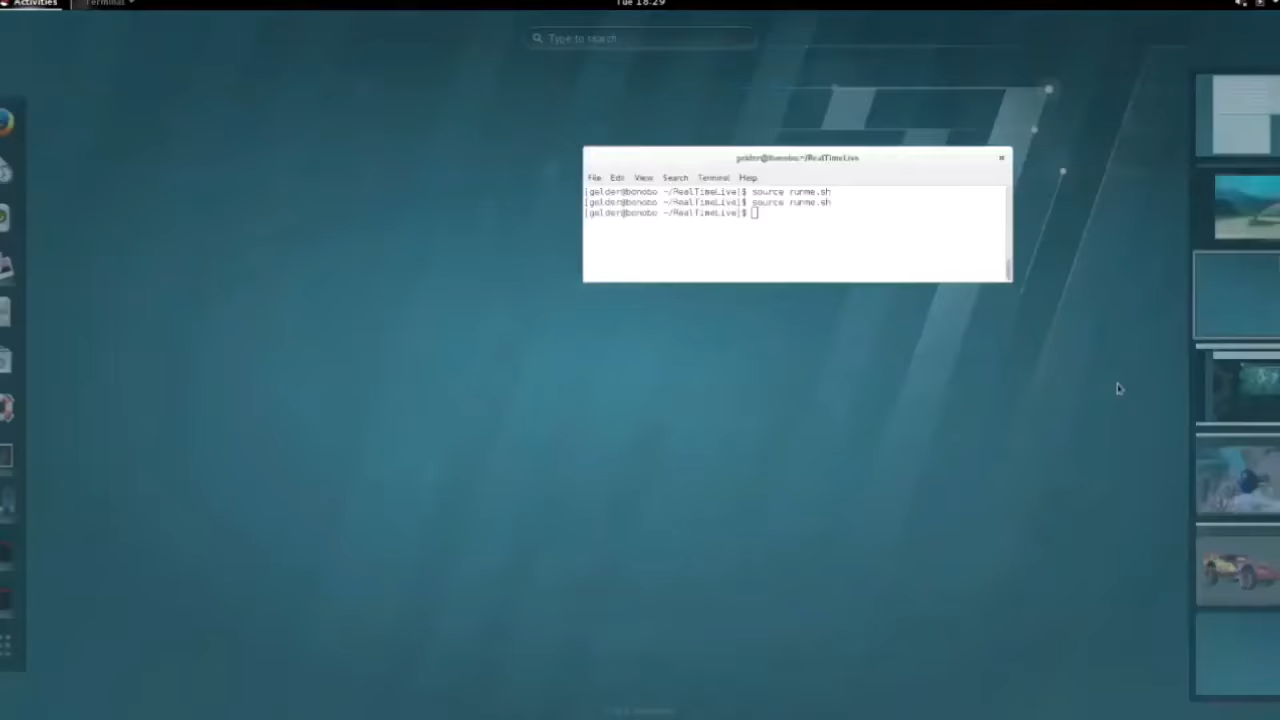 Activities
Terminal
Tue 18:29
Type to search
gelder@bonobo:~/RealTimeLive
File Edit View Search Terminal Help
[gelder@bonobo ~/RealTimeLive]$ source runme.sh
[gelder@bonobo ~/RealTimeLive]$ source runme.sh
[gelder@bonobo ~/RealTimeLive]$